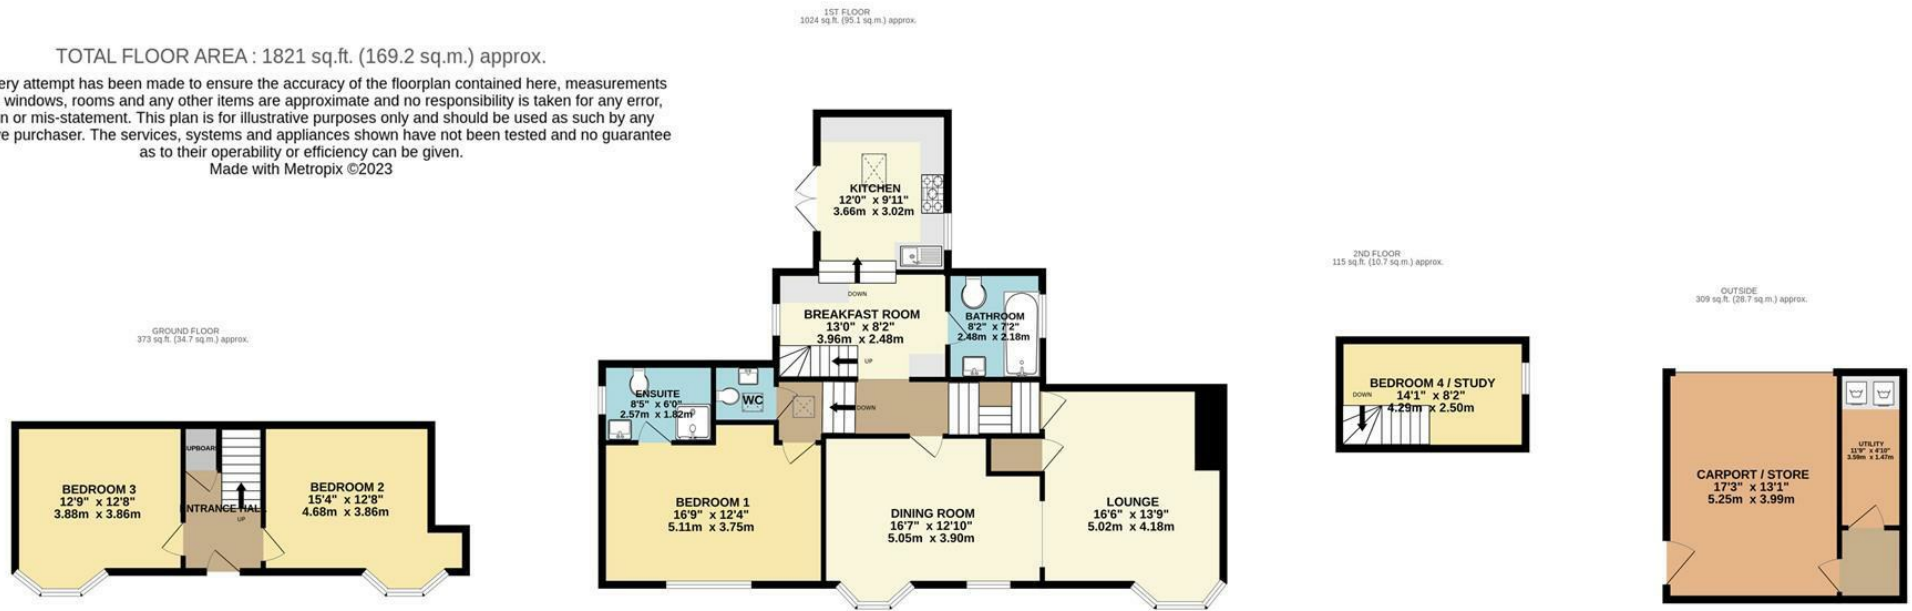 1ST FLOOR
1024 sq.ft. (95.1 sq.m.) approx.
TOTAL FLOOR AREA : 1821 sq.ft. (169.2 sq.m.) approx.
ery attempt has been made to ensure the accuracy of the floorplan contained here, measurements
windows, rooms and any other items are approximate and no responsibility is taken for any error,
n or mis-statement. This plan is for illustrative purposes only and should be used as such by any
e purchaser. The services, systems and appliances shown have not been tested and no guarantee
as to their operability or efficiency can be given.
Made with Metropix ©2023
KITCHEN
12'0" x 9'11"
3.66m x 3.02m
DOWN
BREAKFAST ROOM
13'0" x 8'2"
3.96m x 2.48m
UP
BATHROOM
8'2" x 7'2"
2.48m x 2.18m
ENSUITE
8'5" x 6'0"
2.57m x 1.82m
WC
DOWN
BEDROOM 1
16'9" x 12'4"
5.11m x 3.75m
DINING ROOM
16'7" x 12'10"
5.05m x 3.90m
LOUNGE
16'6" x 13'9"
5.02m x 4.18m
GROUND FLOOR
373 sq.ft. (34.7 sq.m.) approx.
BEDROOM 3
12'9" x 12'8"
3.88m x 3.86m
UPBOAR
ENTRANCE HAL
UP
BEDROOM 2
15'4" x 12'8"
4.68m x 3.86m
2ND FLOOR
115 sq.ft. (10.7 sq.m.) approx.
BEDROOM 4 / STUDY
14'1" x 8'2"
4.29m x 2.50m
DOWN
OUTSIDE
309 sq.ft. (28.7 sq.m.) approx.
CARPORT / STORE
17'3" x 13'1"
5.25m x 3.99m
UTILITY
11'9" x 4'10"
3.59m x 1.47m